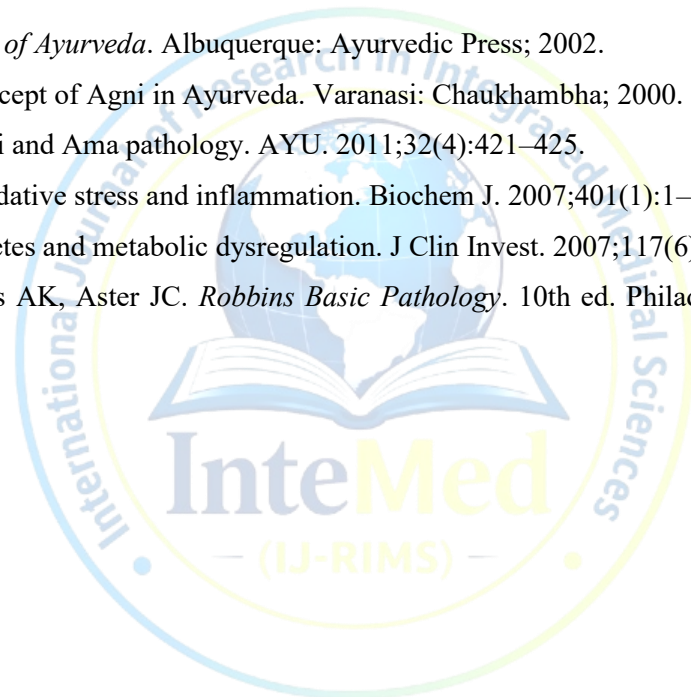 of Ayurveda. Albuquerque: Ayurvedic Press; 2002.
cept of Agni in Ayurveda. Varanasi: Chaukhambha; 2000.
i and Ama pathology. AYU. 2011;32(4):421–425.
dative stress and inflammation. Biochem J. 2007;401(1):1–
etes and metabolic dysregulation. J Clin Invest. 2007;117(6)
s AK, Aster JC. Robbins Basic Pathology. 10th ed. Philad
International Journal of Research in Integrated Medial Sciences
InteMed
– (IJ-RIMS) –